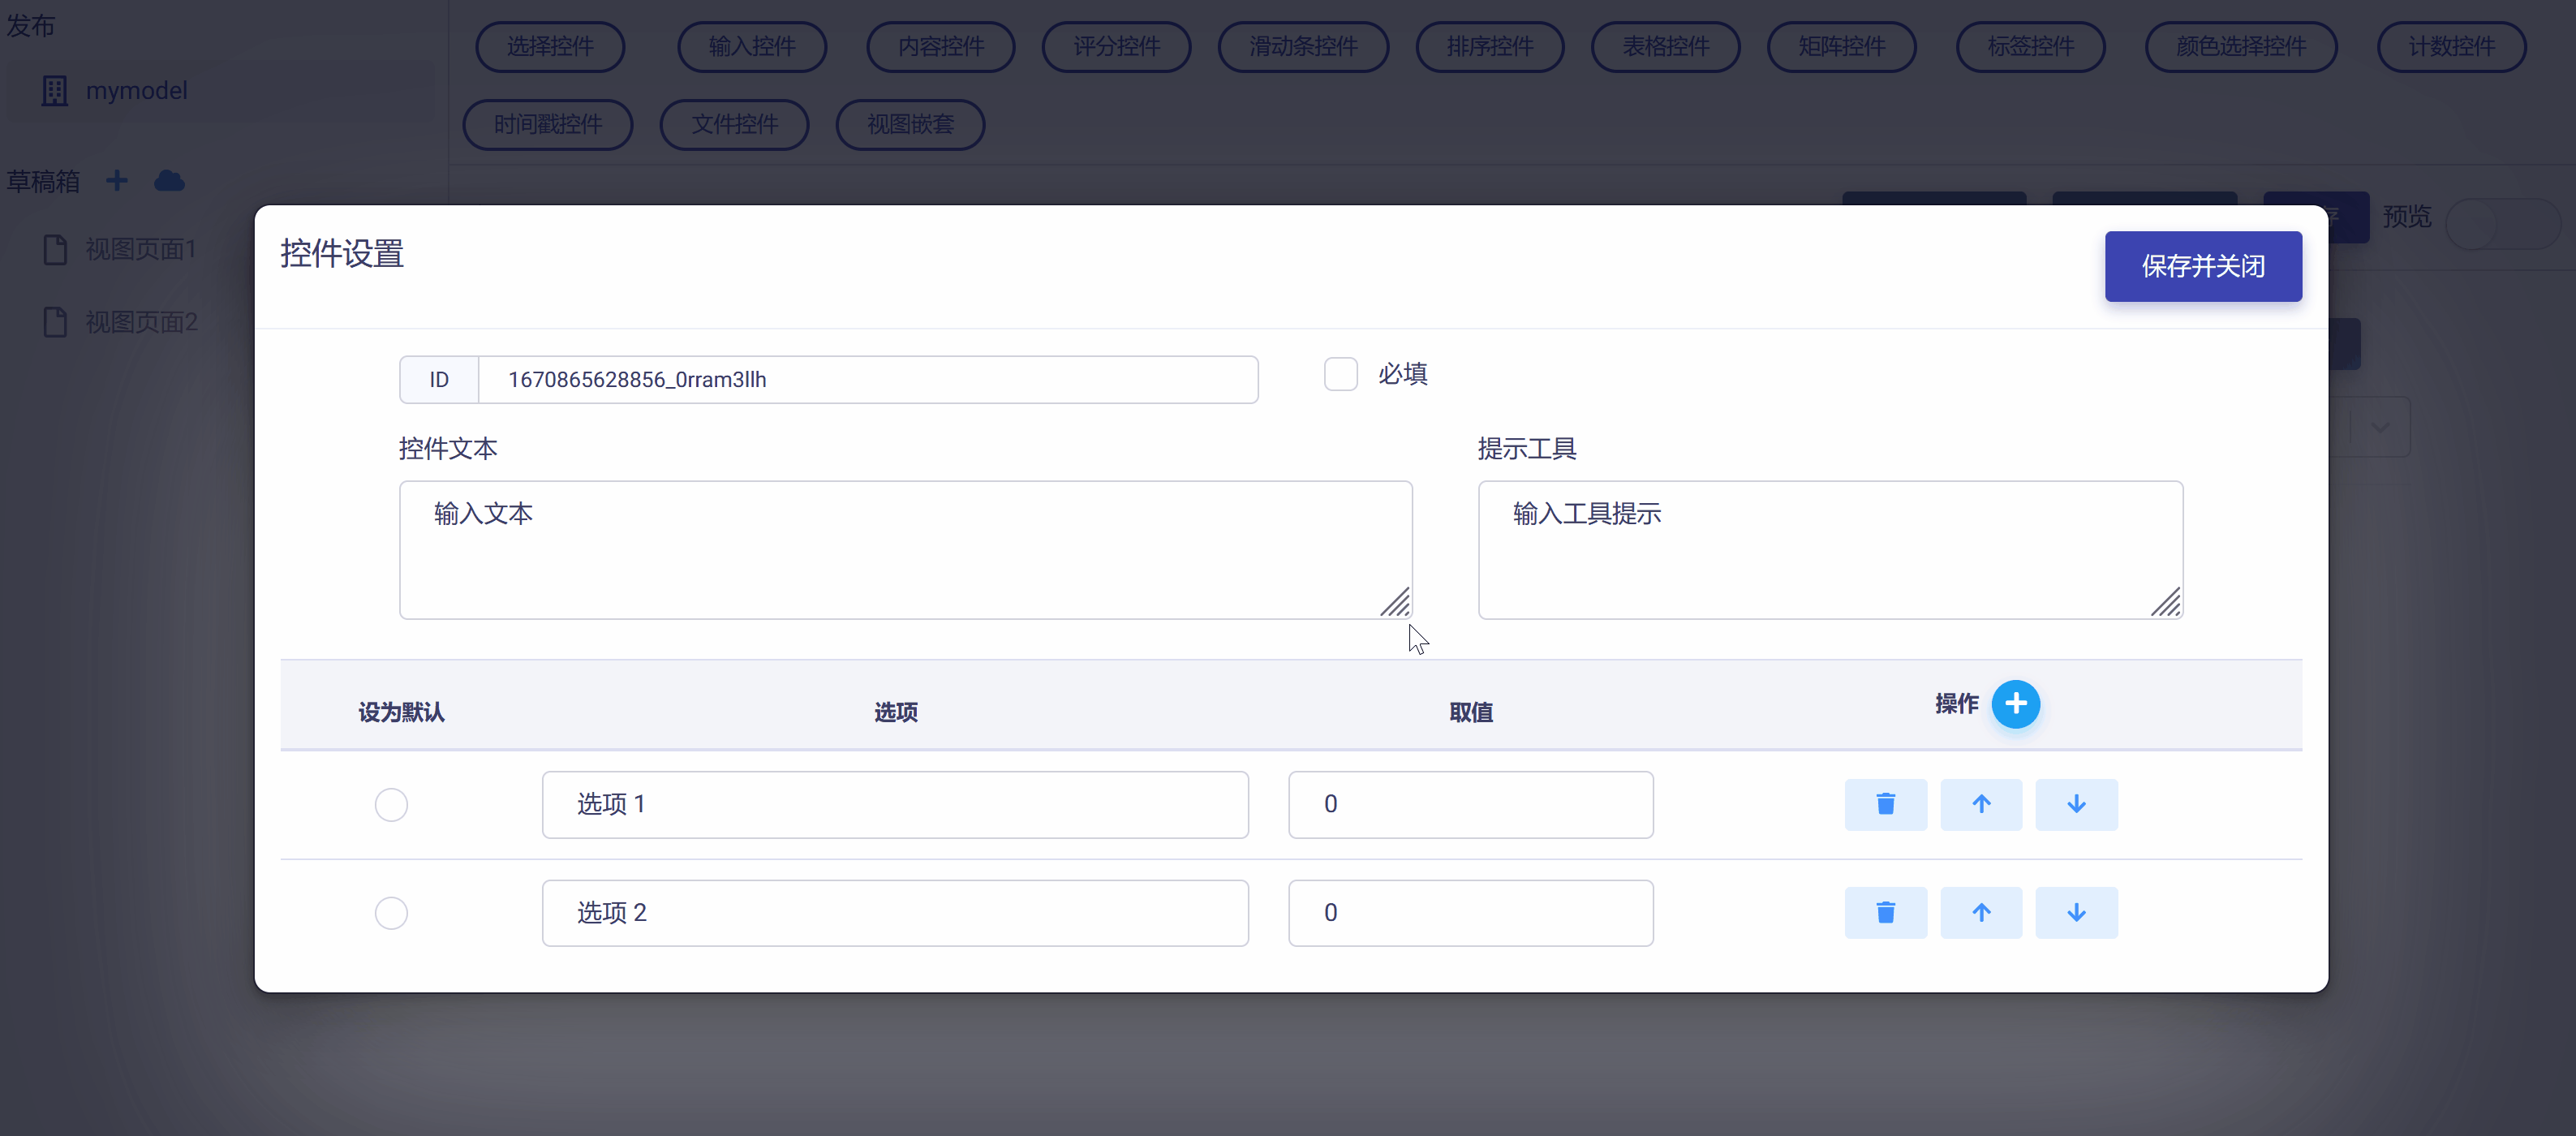 发布
选择控件 输入控件 内容控件 评分控件 滑动条控件 排序控件 表格控件 矩阵控件 标签控件 颜色选择控件 计数控件
mymodel
时间戳控件 文件控件 视图嵌套
草稿箱
预览
视图页面1
视图页面2
控件设置
保存并关闭
ID 1670865628856_0rram3llh 必填
控件文本 提示工具
输入文本 输入工具提示
设为默认 选项 取值 操作
选项 1 0
选项 2 0